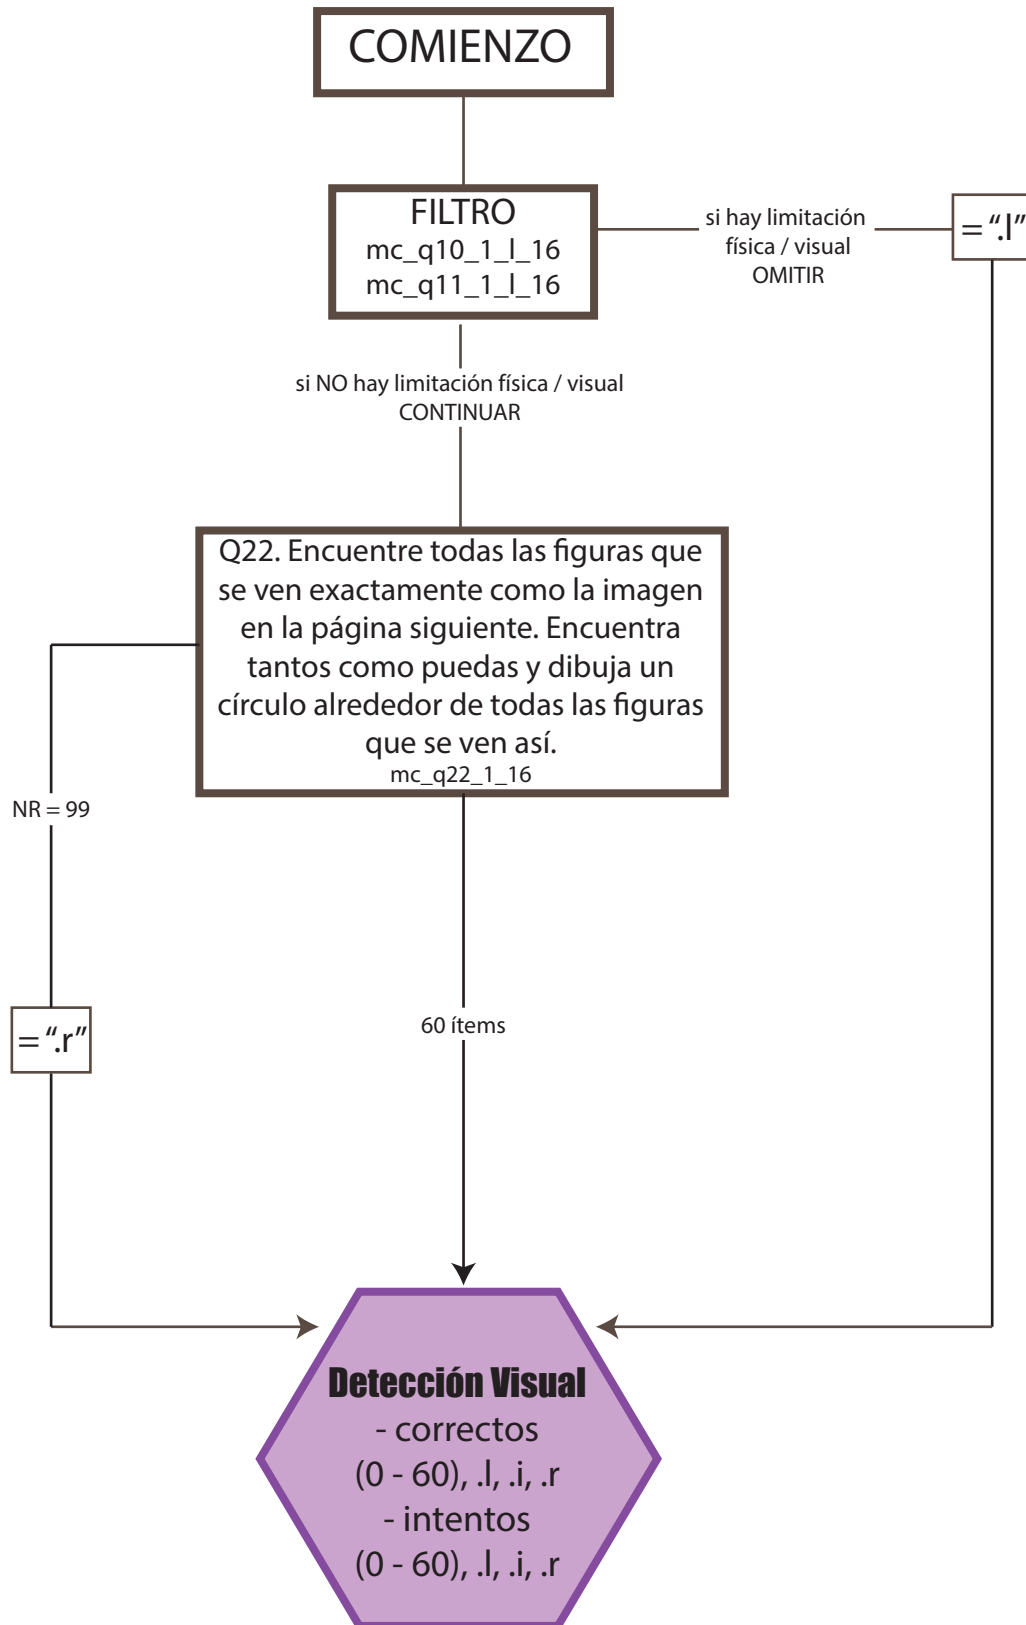 COMIENZO
FILTRO
mc_q10_1_l_16
mc_q11_1_l_16
si hay limitación
física / visual
OMITIR
= “.l”
si NO hay limitación física / visual
CONTINUAR
Q22. Encuentre todas las figuras que
se ven exactamente como la imagen
en la página siguiente. Encuentra
tantos como puedas y dibuja un
círculo alrededor de todas las figuras
que se ven así.
mc_q22_1_16
NR = 99
= “.r”
60 ítems
Detección Visual
- correctos
(0 - 60), .l, .i, .r
- intentos
(0 - 60), .l, .i, .r